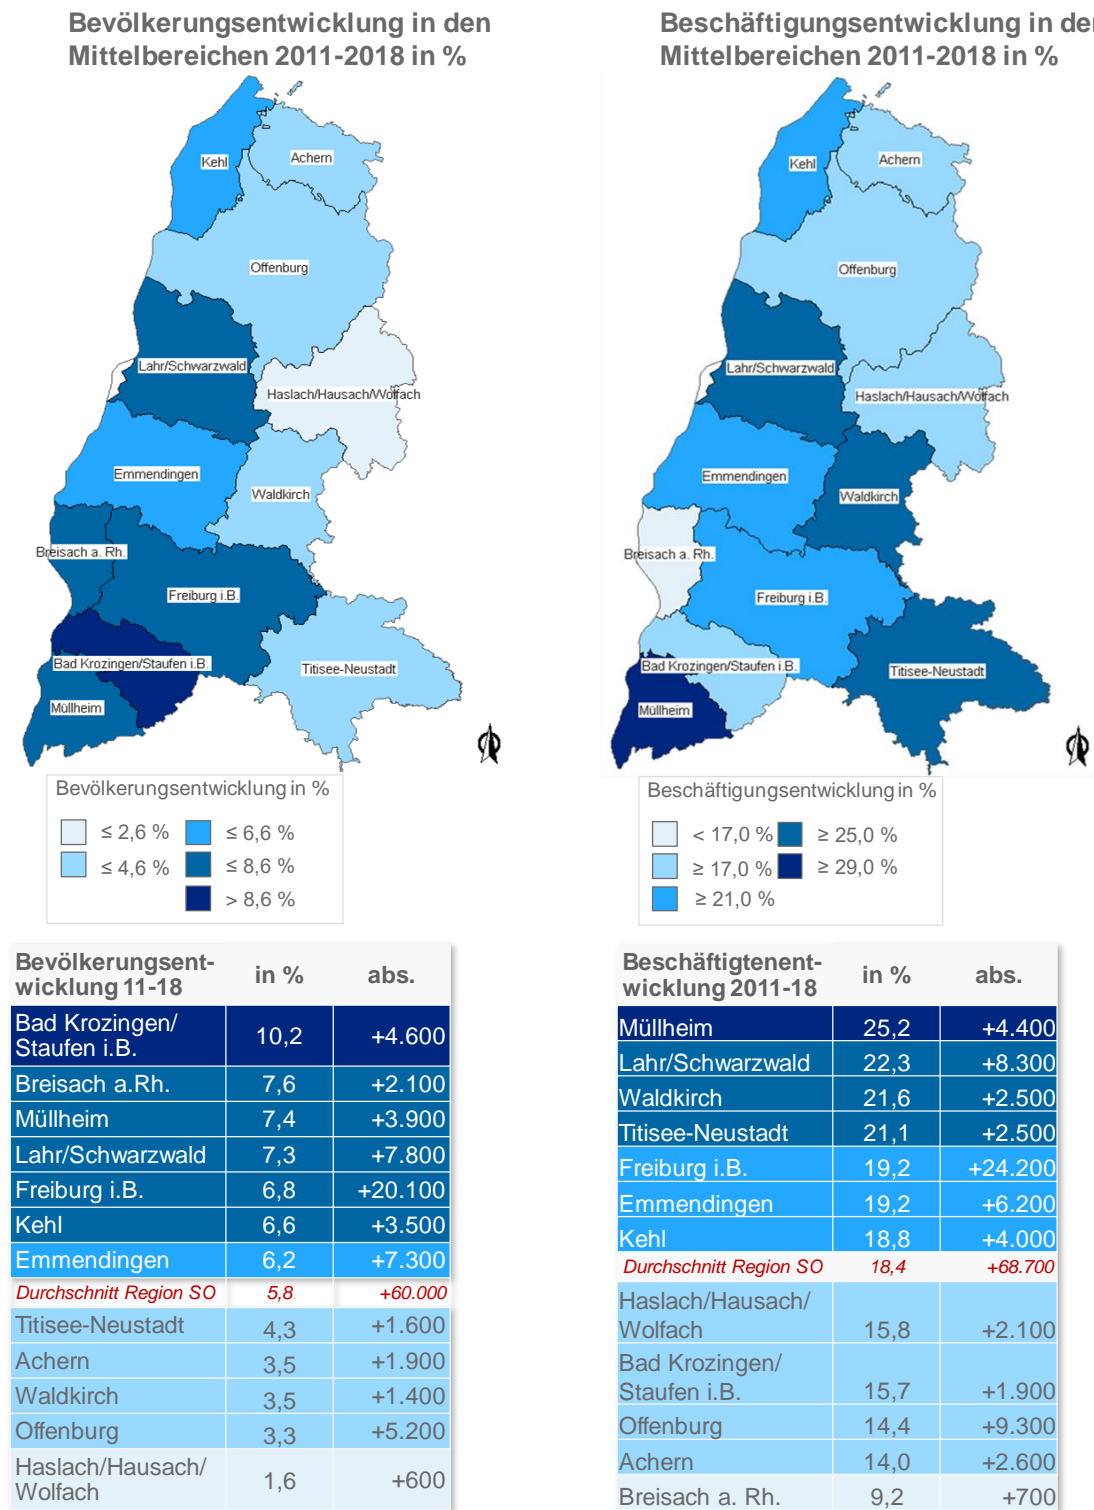 Bevölkerungsentwicklung in den
Mittelbereichen 2011-2018 in %
Kehl
Achern
Offenburg
Lahr/Schwarzwald
Haslach/Hausach/Wolfach
Emmendingen
Waldkirch
Breisach a. Rh.
Freiburg i.B.
Bad Krozingen/Staufen i.B.
Titisee-Neustadt
Müllheim
Bevölkerungsentwicklung in %
≤ 2,6 %
≤ 6,6 %
≤ 4,6 %
≤ 8,6 %
> 8,6 %
Bevölkerungsent-
wicklung 11-18 in % abs.
Bad Krozingen/
Staufen i.B. 10,2 +4.600
Breisach a.Rh. 7,6 +2.100
Müllheim 7,4 +3.900
Lahr/Schwarzwald 7,3 +7.800
Freiburg i.B. 6,8 +20.100
Kehl 6,6 +3.500
Emmendingen 6,2 +7.300
Durchschnitt Region SO 5,8 +60.000
Titisee-Neustadt 4,3 +1.600
Achern 3,5 +1.900
Waldkirch 3,5 +1.400
Offenburg 3,3 +5.200
Haslach/Hausach/
Wolfach 1,6 +600
Beschäftigungsentwicklung in den
Mittelbereichen 2011-2018 in %
Kehl
Achern
Offenburg
Lahr/Schwarzwald
Haslach/Hausach/Wolfach
Emmendingen
Waldkirch
Breisach a. Rh.
Freiburg i.B.
Bad Krozingen/Staufen i.B.
Titisee-Neustadt
Müllheim
Beschäftigungsentwicklung in %
< 17,0 %
≥ 25,0 %
≥ 17,0 %
≥ 29,0 %
≥ 21,0 %
Beschäftigtenent-
wicklung 2011-18 in % abs.
Müllheim 25,2 +4.400
Lahr/Schwarzwald 22,3 +8.300
Waldkirch 21,6 +2.500
Titisee-Neustadt 21,1 +2.500
Freiburg i.B. 19,2 +24.200
Emmendingen 19,2 +6.200
Kehl 18,8 +4.000
Durchschnitt Region SO 18,4 +68.700
Haslach/Hausach/
Wolfach 15,8 +2.100
Bad Krozingen/
Staufen i.B. 15,7 +1.900
Offenburg 14,4 +9.300
Achern 14,0 +2.600
Breisach a. Rh. 9,2 +700